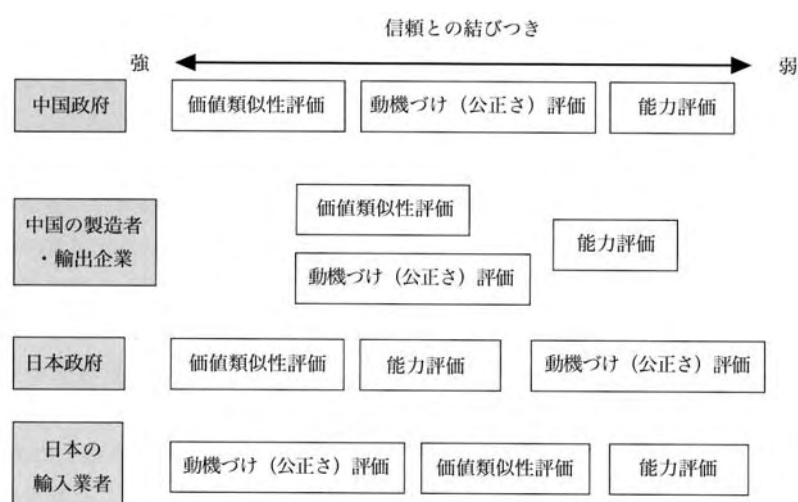 信頼との結びつき
強
弱
中国政府
価値類似性評価
動機づけ（公正さ）評価
能力評価
中国の製造者
・輸出企業
価値類似性評価
動機づけ（公正さ）評価
能力評価
日本政府
価値類似性評価
能力評価
動機づけ（公正さ）評価
日本の
輸入業者
動機づけ（公正さ）評価
価値類似性評価
能力評価